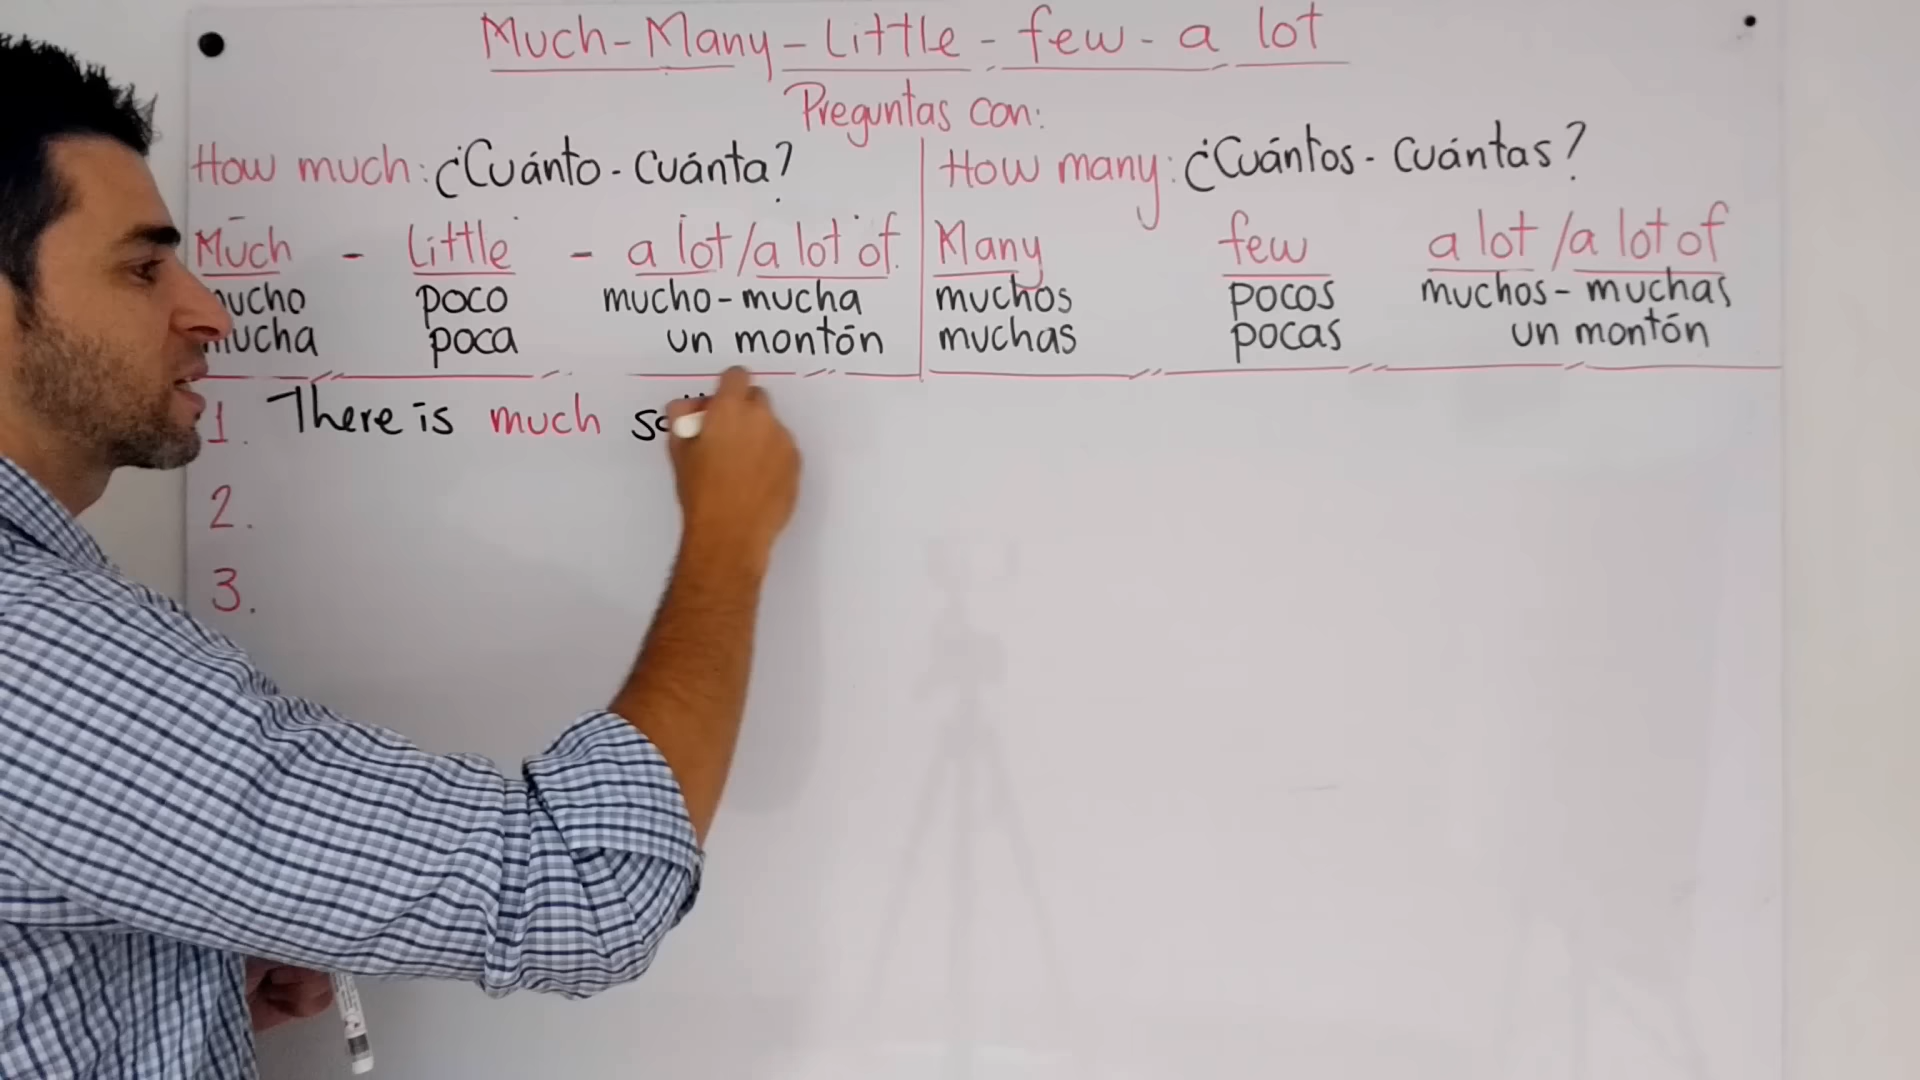 Much - Many - Little - few - a lot
Preguntas con:
How much: ¿Cuánto - Cuánta?
How many: ¿Cuántos - Cuántas?
Much - Little - a lot / a lot of
mucho poco mucho - mucha
mucha poca un montón
Many few a lot / a lot of
muchos pocos muchos - muchas
muchas pocas un montón
1. There is much
2.
3.